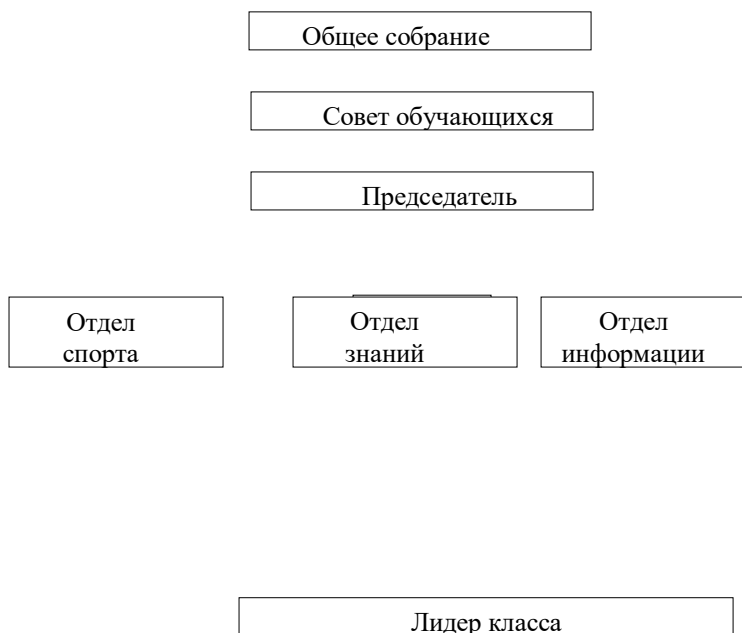 Общее собрание
Совет обучающихся
Председатель
Отдел
спорта
Отдел
знаний
Отдел
информации
Лидер класса